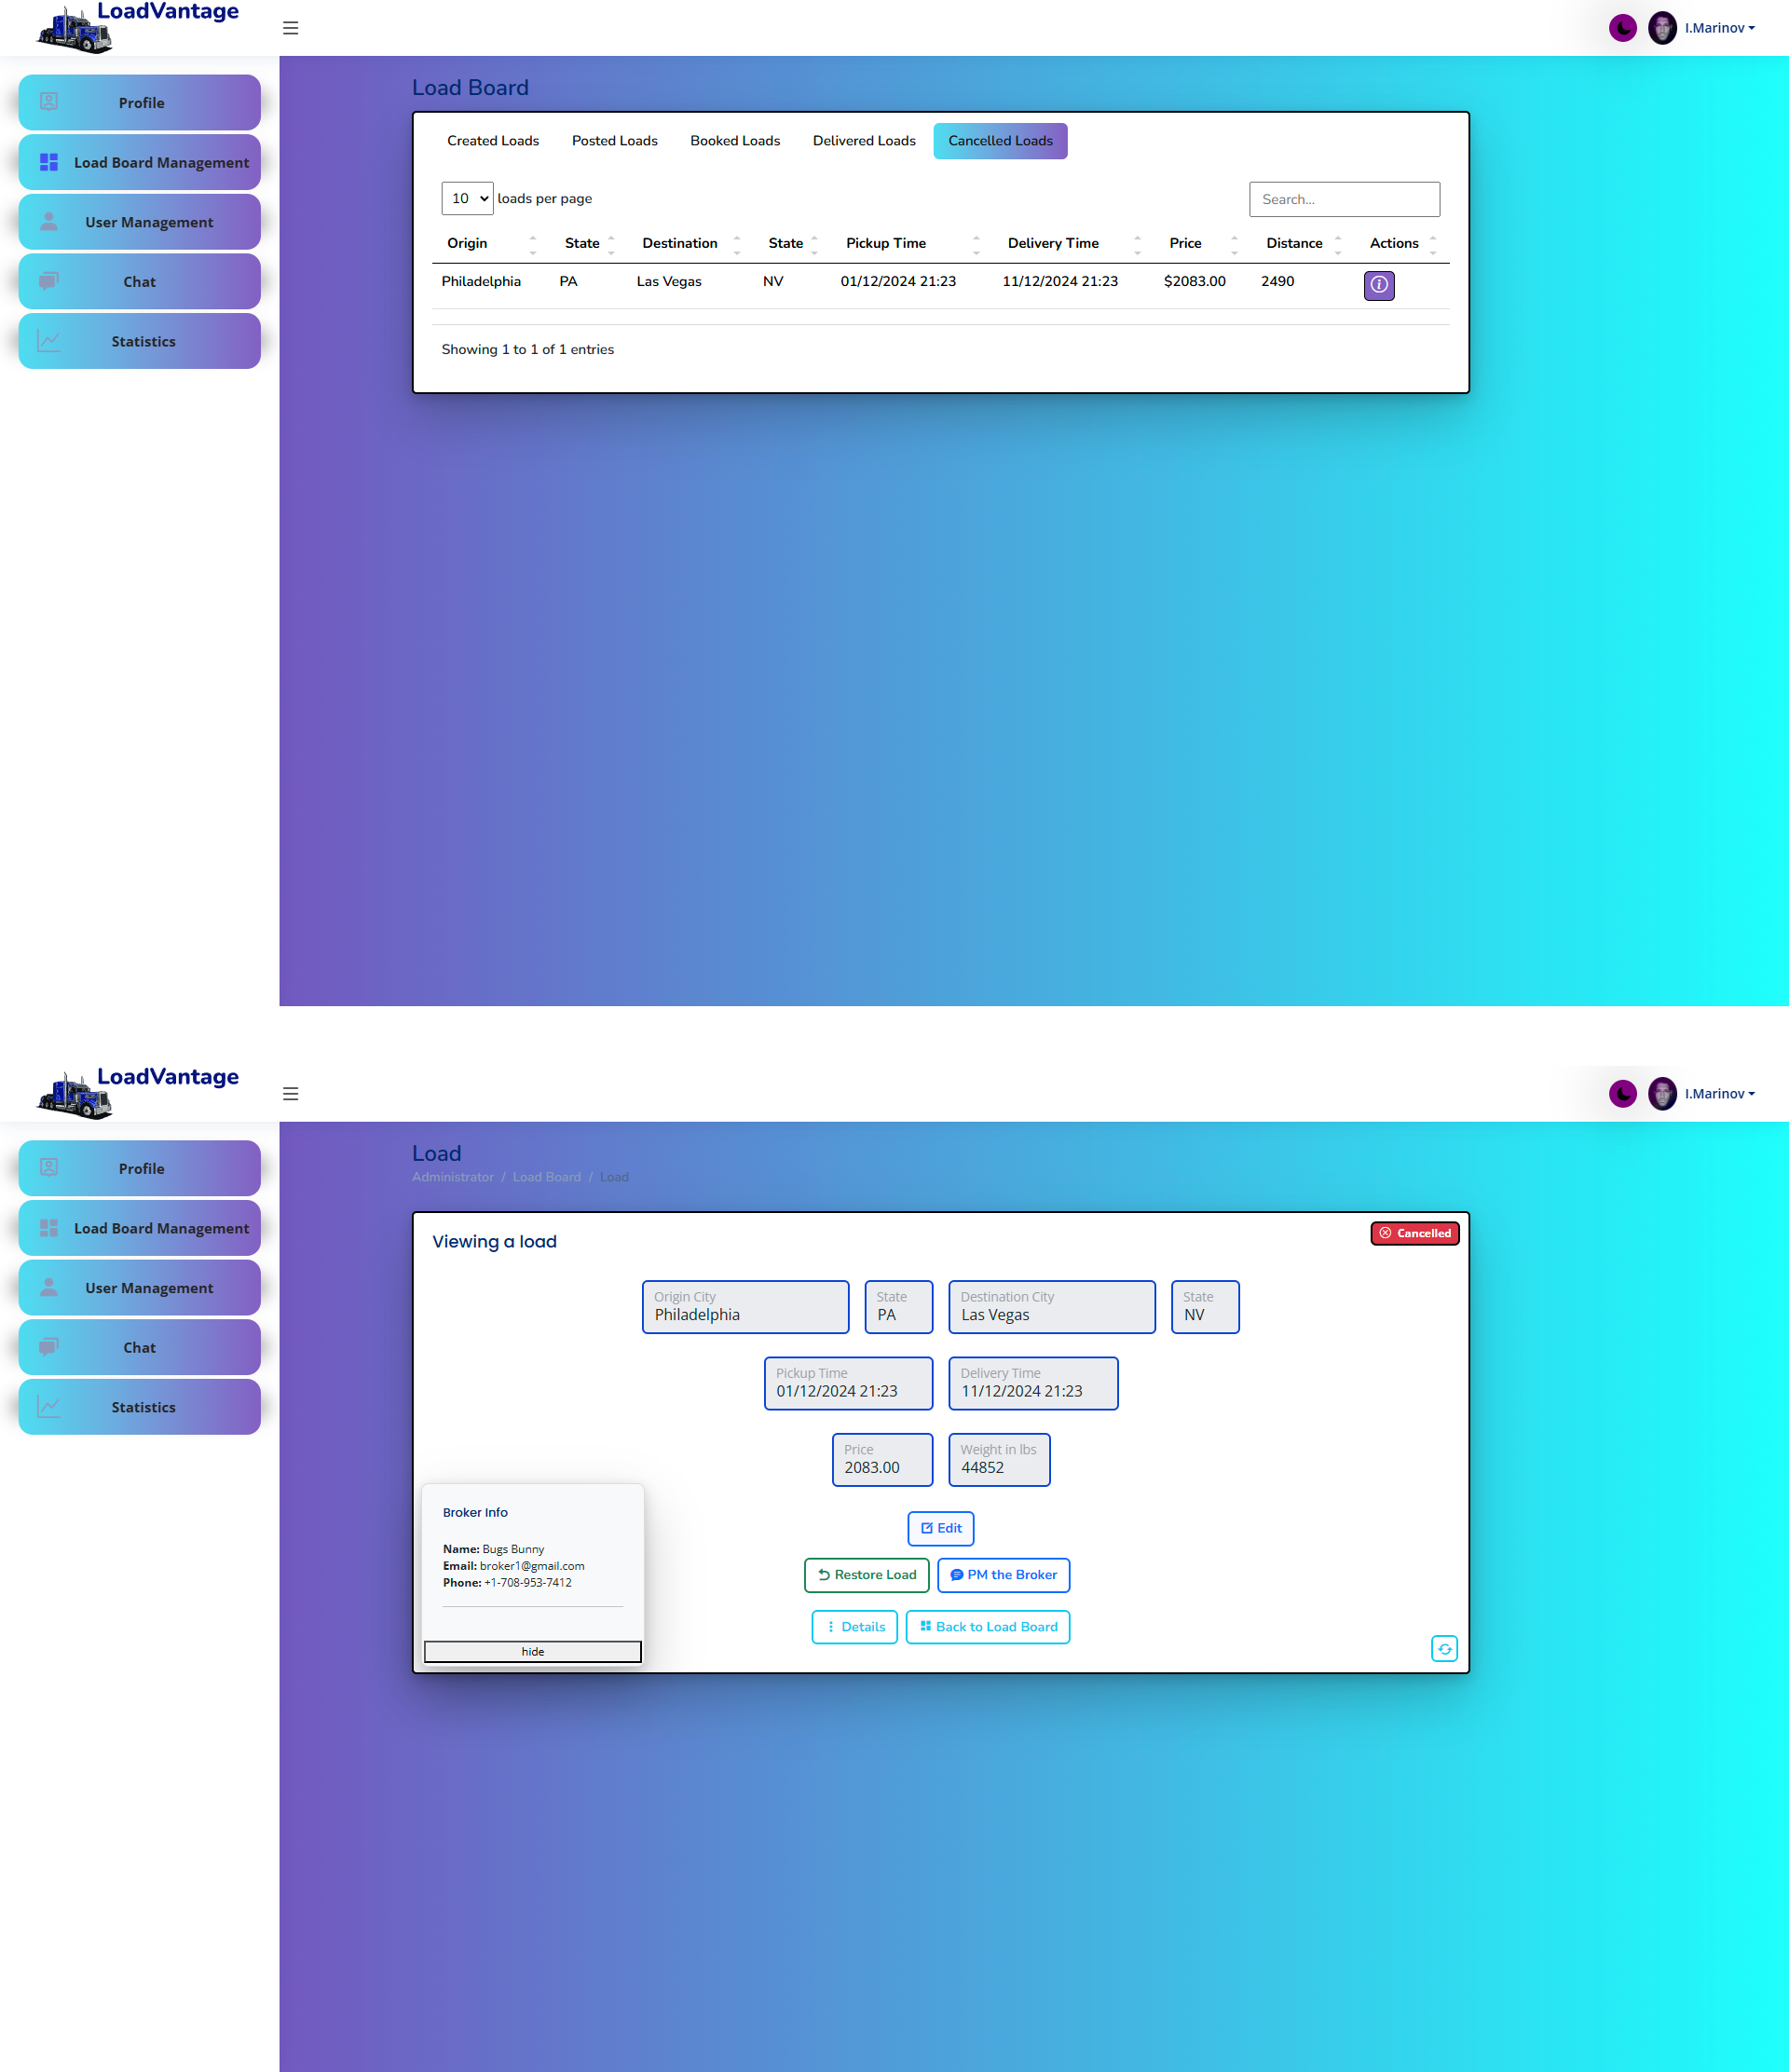 LoadVantage
I.Marinov
Profile
Load Board Management
User Management
Chat
Statistics
Load Board
Created Loads Posted Loads Booked Loads Delivered Loads Cancelled Loads
10 loads per page Search...
Origin State Destination State Pickup Time Delivery Time Price Distance Actions
Philadelphia PA Las Vegas NV 01/12/2024 21:23 11/12/2024 21:23 $2083.00 2490
Showing 1 to 1 of 1 entries
LoadVantage
I.Marinov
Profile
Load Board Management
User Management
Chat
Statistics
Load
Administrator / Load Board / Load
Viewing a load
Cancelled
Origin City State Destination City State
Philadelphia PA Las Vegas NV
Pickup Time Delivery Time
01/12/2024 21:23 11/12/2024 21:23
Price Weight in lbs
2083.00 44852
Broker Info
Name: Bugs Bunny
Email: broker1@gmail.com
Phone: +1-708-953-7412
hide
Edit
Restore Load PM the Broker
Details Back to Load Board